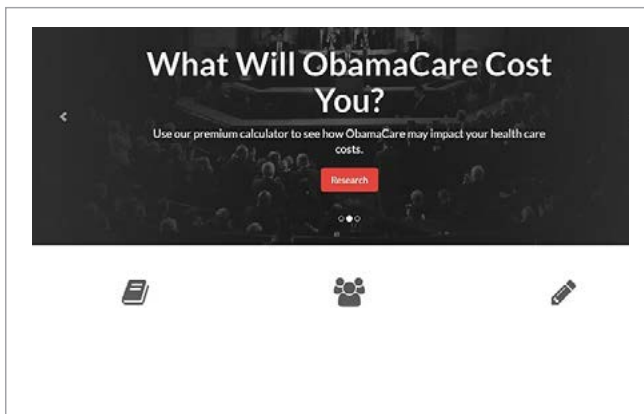 What Will ObamaCare Cost
You?
Use our premium calculator to see how ObamaCare may impact your health care
costs.
Research